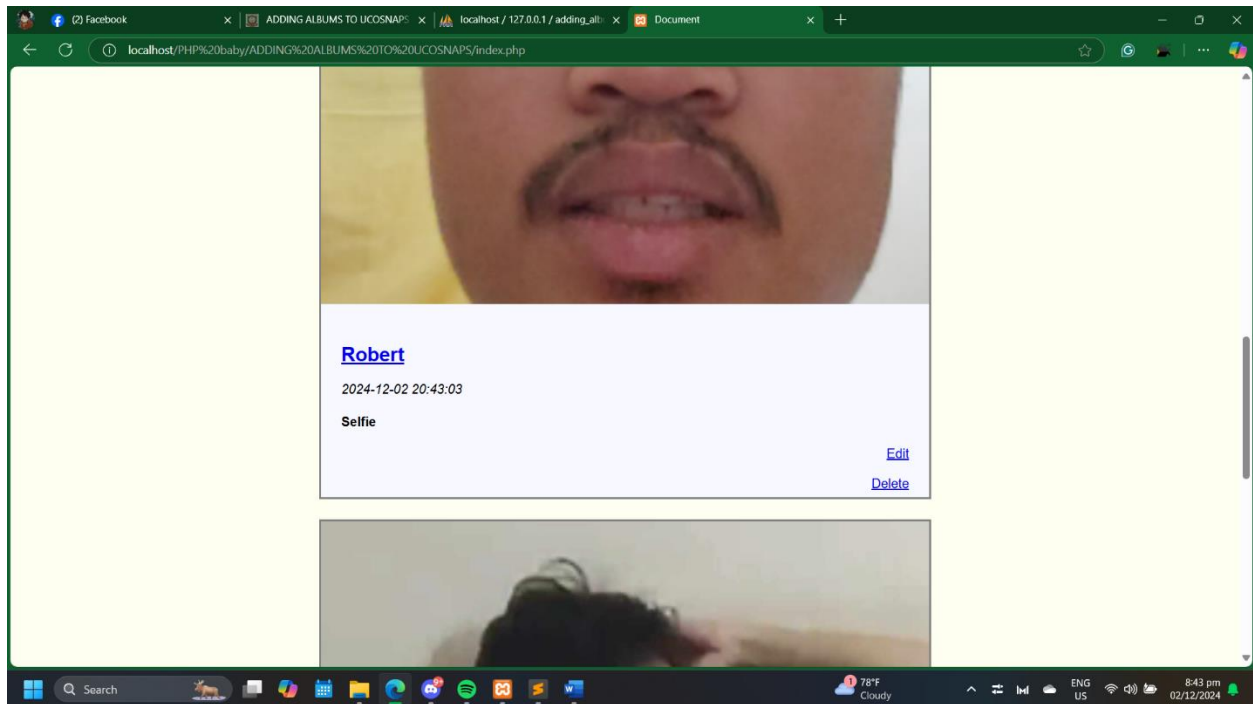 (2) Facebook
ADDING ALBUMS TO UCOSNAPS
localhost / 127.0.0.1 / adding_alb
Document
localhost/PHP%20baby/ADDING%20ALBUMS%20TO%20UCOSNAPS/index.php
Robert
2024-12-02 20:43:03
Selfie
Edit
Delete
Search
1
78°F
Cloudy
ENG
US
8:43 pm
02/12/2024